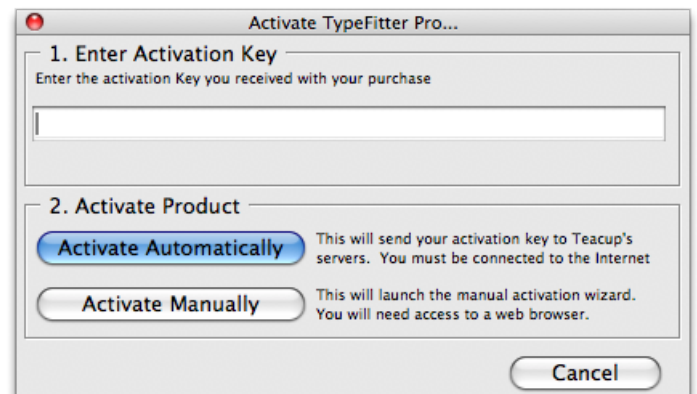 Activate TypeFitter Pro...
1. Enter Activation Key
Enter the activation Key you received with your purchase
2. Activate Product
Activate Automatically
This will send your activation key to Teacup's
servers. You must be connected to the Internet
Activate Manually
This will launch the manual activation wizard.
You will need access to a web browser.
Cancel